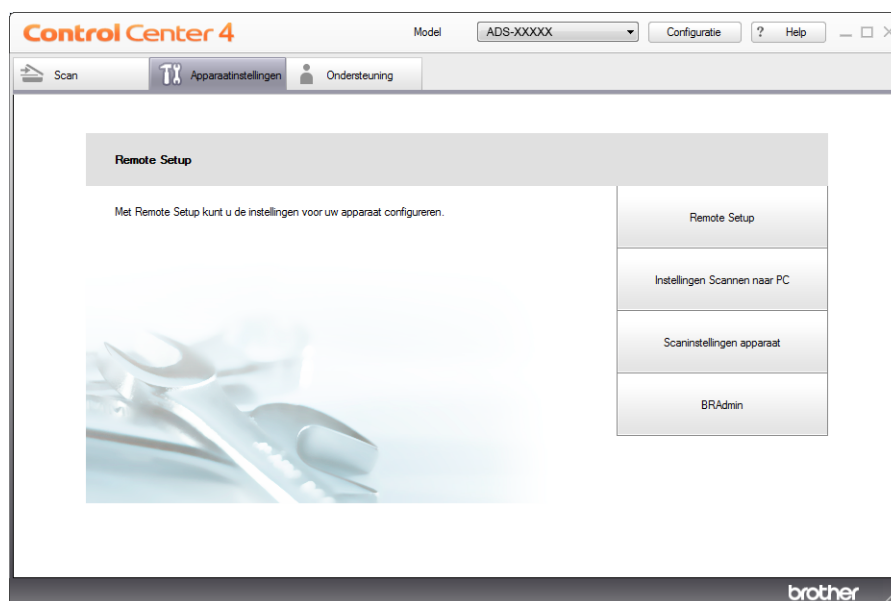 Control Center 4 Model ADS-XXXXX Configuratie ? Help
Scan Apparaatinstellingen Ondersteuning
Remote Setup
Met Remote Setup kunt u de instellingen voor uw apparaat configureren.
Remote Setup
Instellingen Scannen naar PC
Scaninstellingen apparaat
BRAdmin
brother